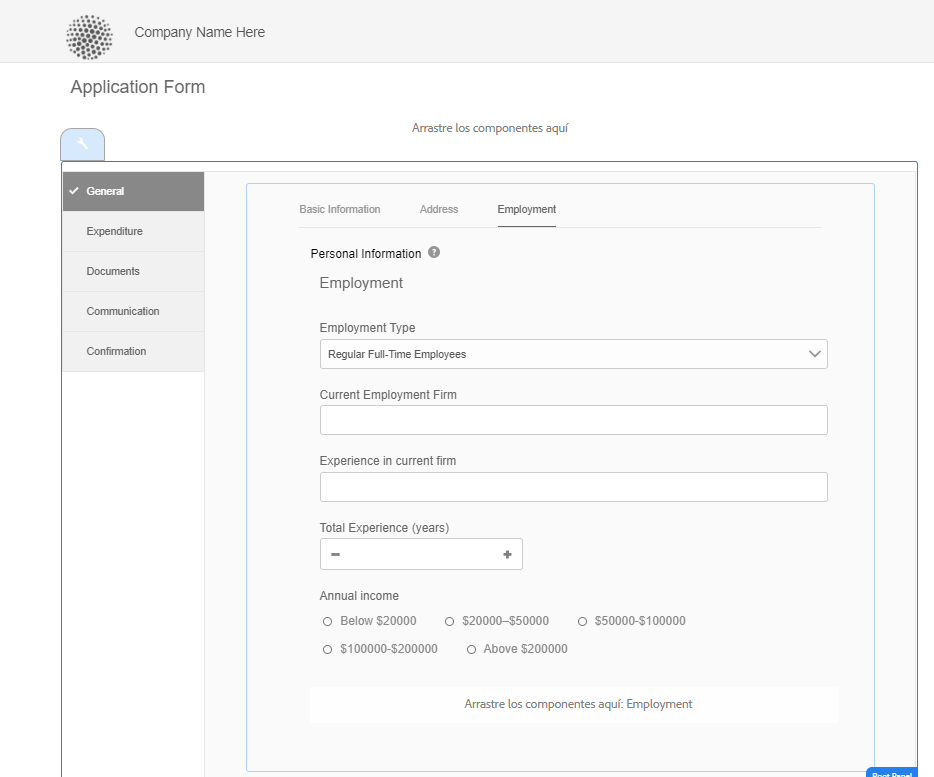 Company Name Here
Application Form
Arrastre los componentes aquí
General
Expenditure
Documents
Communication
Confirmation
Basic Information Address Employment
Personal Information ?
Employment
Employment Type
Regular Full-Time Employees
Current Employment Firm
Experience in current firm
Total Experience (years)
Annual income
Below $20000 $20000–$50000 $50000-$100000
$100000-$200000 Above $200000
Arrastre los componentes aquí: Employment
Root Panel